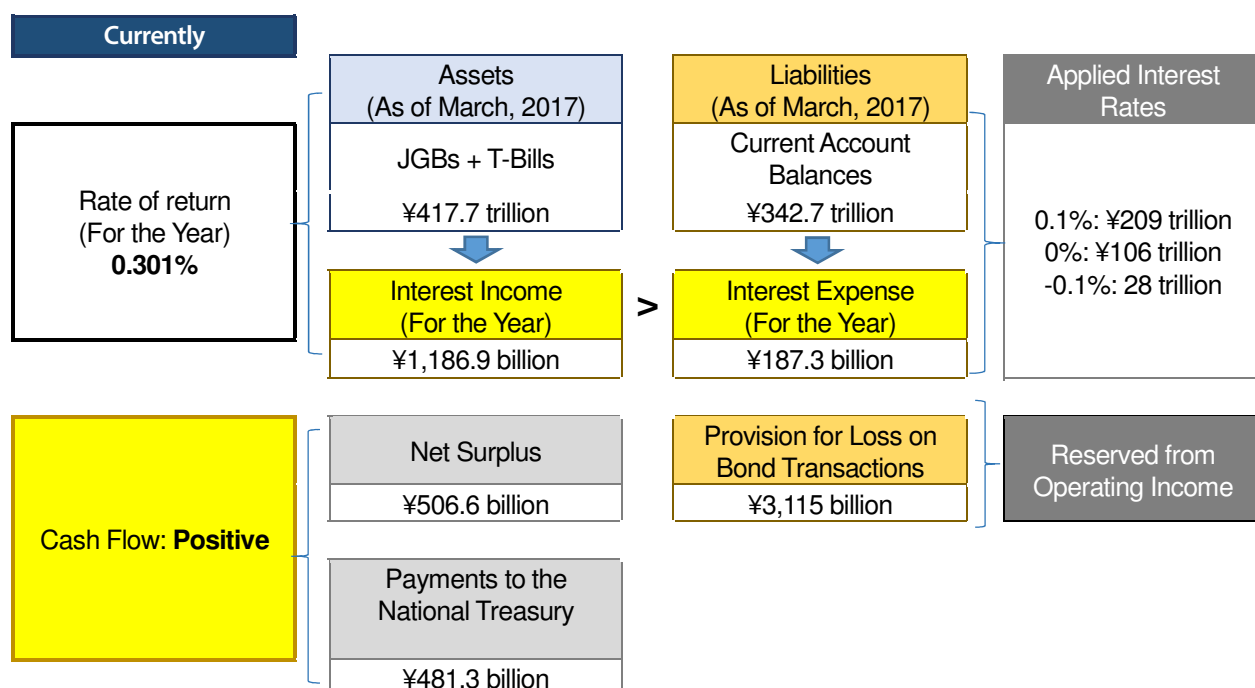 Currently
Rate of return
(For the Year)
0.301%
Assets
(As of March, 2017)
JGBs + T-Bills
¥417.7 trillion
Interest Income
(For the Year)
¥1,186.9 billion
>
Liabilities
(As of March, 2017)
Current Account
Balances
¥342.7 trillion
Interest Expense
(For the Year)
¥187.3 billion
Applied Interest
Rates
0.1%: ¥209 trillion
0%: ¥106 trillion
-0.1%: 28 trillion
Cash Flow: Positive
Net Surplus
¥506.6 billion
Payments to the
National Treasury
¥481.3 billion
Provision for Loss on
Bond Transactions
¥3,115 billion
Reserved from
Operating Income